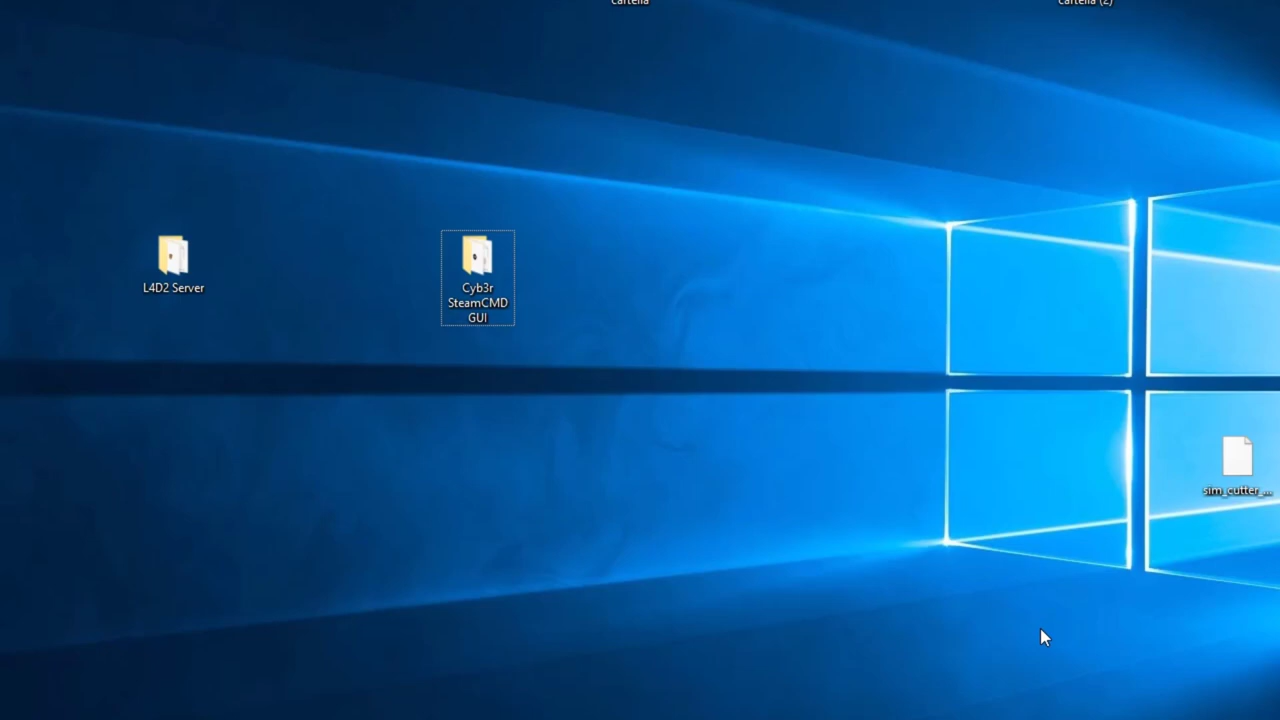 cartella
cartella (2)
L4D2 Server
Cyb3r
SteamCMD
GUI
sim_cutter_...